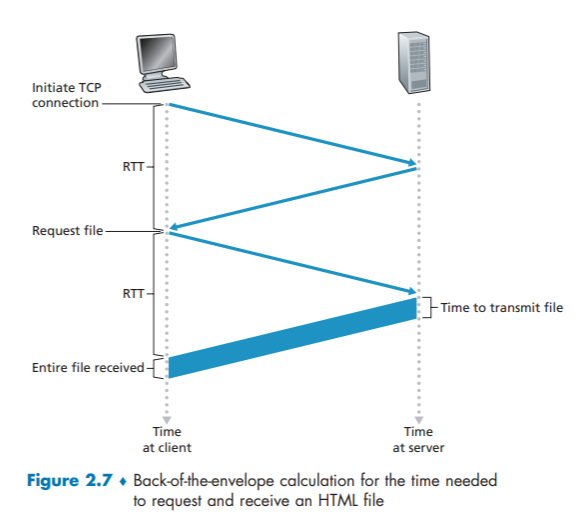 Initiate TCP
connection
RTT
Request file
RTT
Time to transmit file
Entire file received
Time
at client
Time
at server
Figure 2.7 ♦ Back-of-the-envelope calculation for the time needed
to request and receive an HTML file